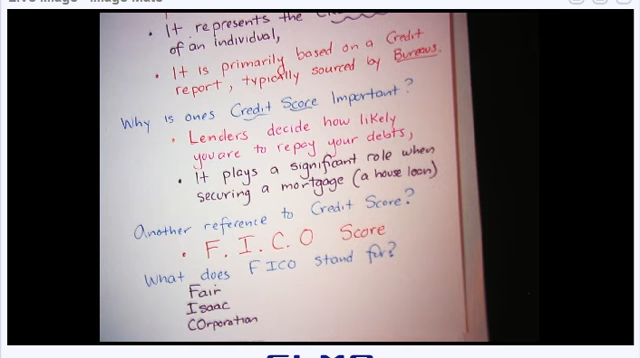 • It represents the
of an individual,
• It is primarily based on a Credit
report, typically sourced by Bureaus.
Why is ones Credit Score Important?
• Lenders decide how likely
you are to repay your debts,
• It plays a significant role when
securing a mortgage (a house loan)
Another reference to Credit Score?
• F. I. C. O Score
What does FICO stand for?
Fair
Isaac
COrporation